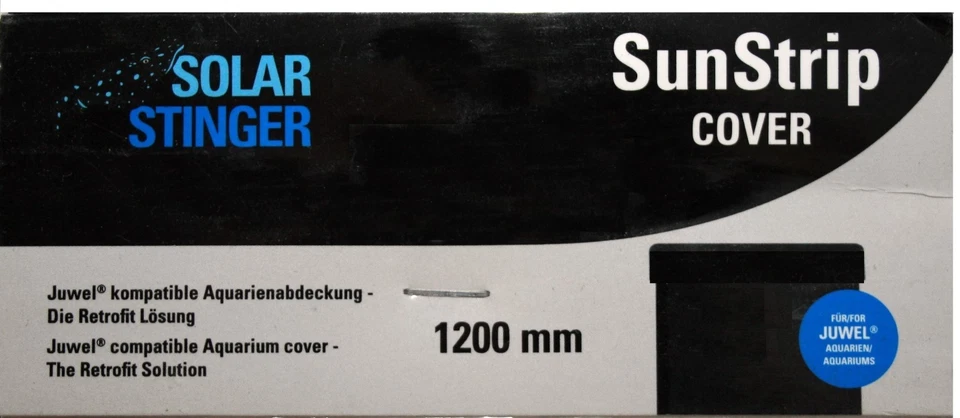 SOLAR
STINGER
SunStrip
COVER
Juwel® kompatible Aquarienabdeckung -
Die Retrofit Lösung
Juwel® compatible Aquarium cover -
The Retrofit Solution
1200 mm
FÜR/FOR
JUWEL®
AQUARIEN/
AQUARIUMS